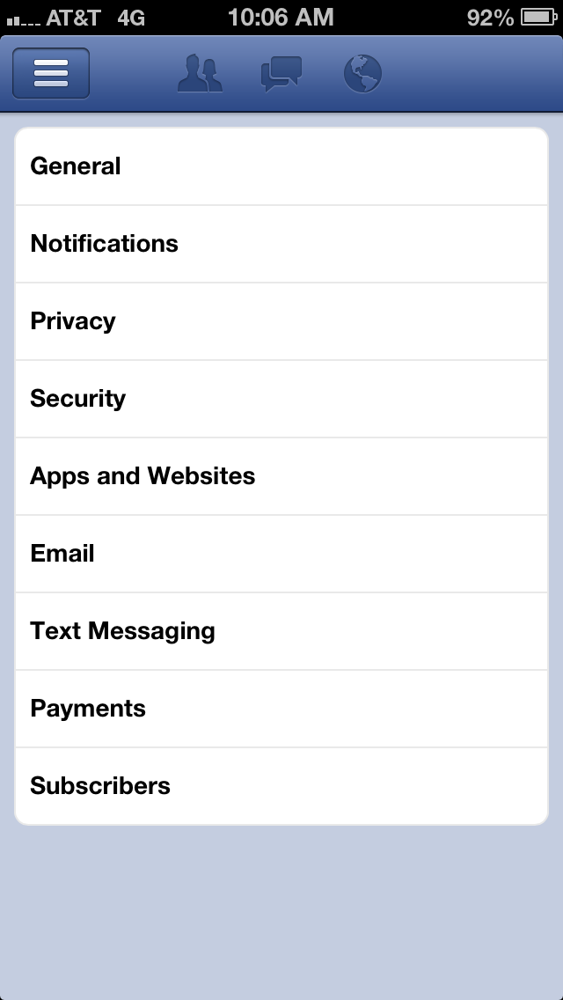 AT&T 4G 10:06 AM 92%
General
Notifications
Privacy
Security
Apps and Websites
Email
Text Messaging
Payments
Subscribers